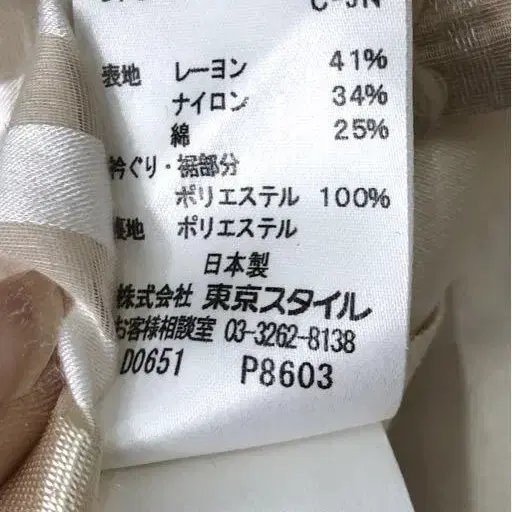 C-JN
表地 レーヨン 41%
ナイロン 34%
綿 25%
衿ぐり・裾部分
ポリエステル 100%
裏地 ポリエステル
日本製
株式会社 東京スタイル
お客様相談室 03-3262-8138
D0651 P8603